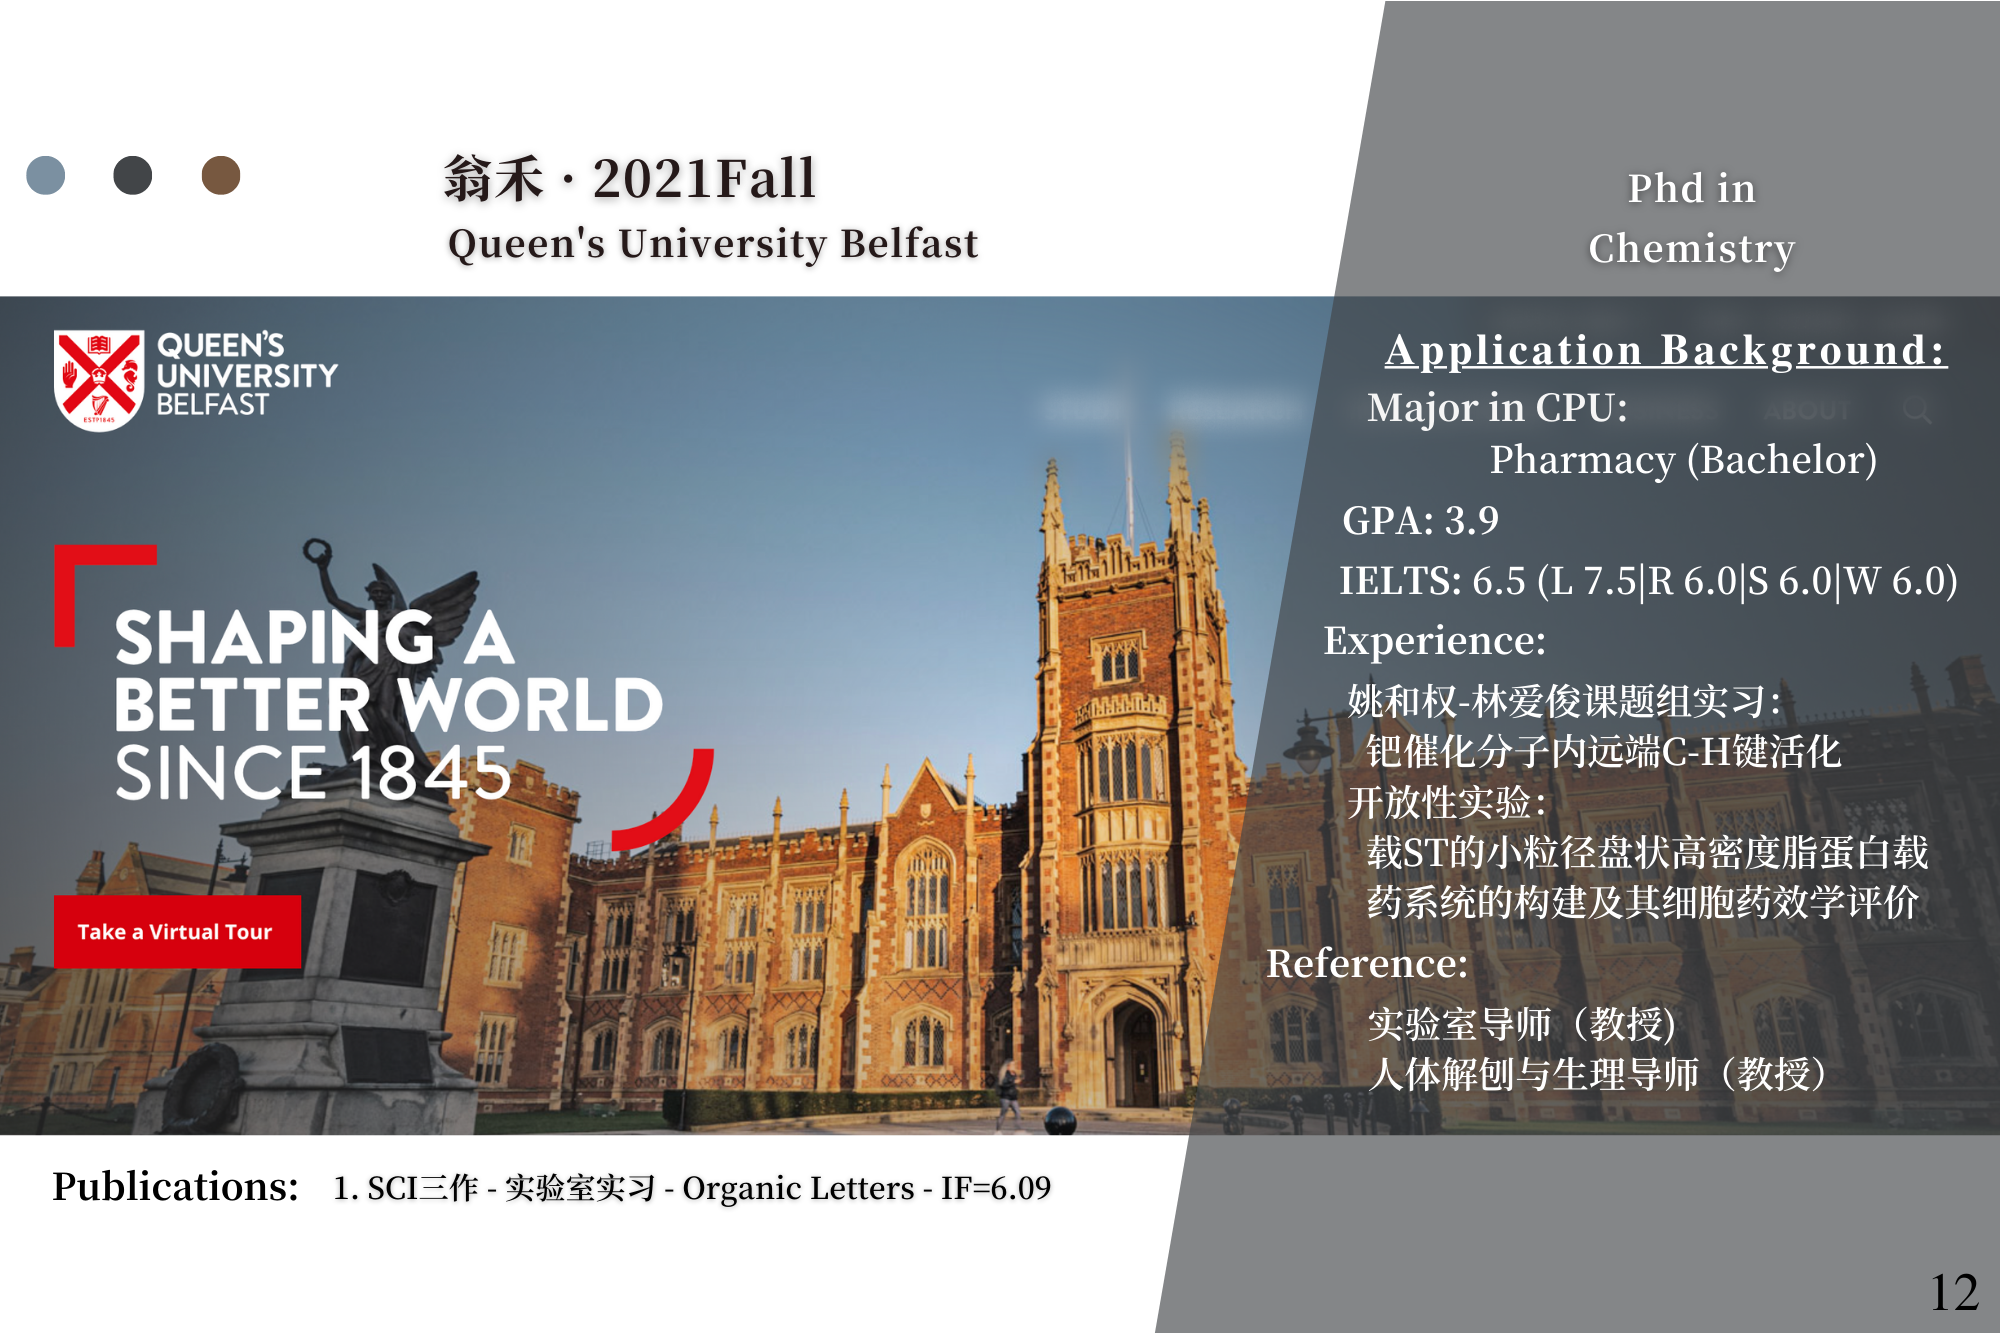 翁禾 · 2021Fall
Queen's University Belfast
Phd in
Chemistry
QUEEN'S
UNIVERSITY
BELFAST
ESTD1845
SHAPING A
BETTER WORLD
SINCE 1845
Take a Virtual Tour
ABOUT
Application Background:
Major in CPU:
Pharmacy (Bachelor)
GPA: 3.9
IELTS: 6.5 (L 7.5|R 6.0|S 6.0|W 6.0)
Experience:
姚和权-林爱俊课题组实习:
钯催化分子内远端C-H键活化
开放性实验:
载ST的小粒径盘状高密度脂蛋白载
药系统的构建及其细胞药效学评价
Reference:
实验室导师（教授)
人体解刨与生理导师（教授）
Publications:
1. SCI三作 - 实验室实习 - Organic Letters - IF=6.09
12